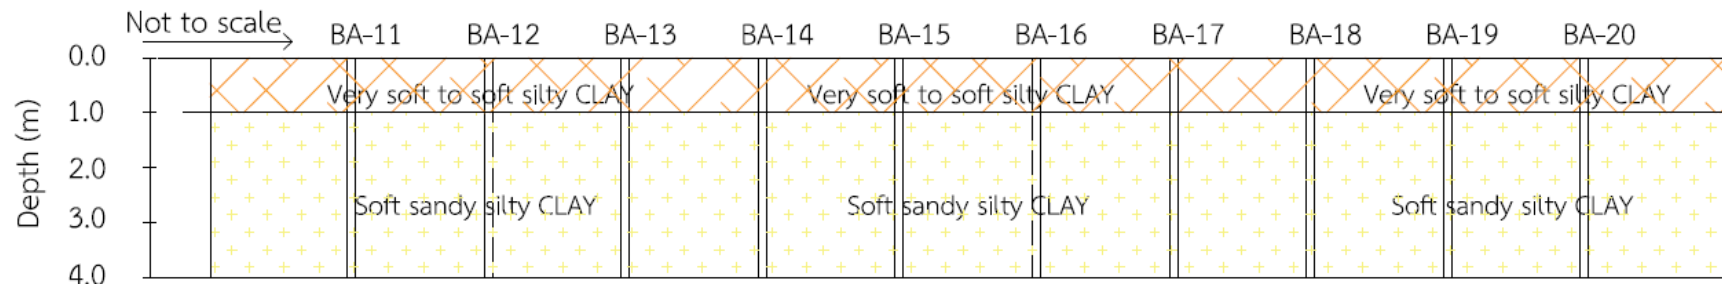 Not to scale
BA-11 BA-12 BA-13 BA-14 BA-15 BA-16 BA-17 BA-18 BA-19 BA-20
0.0
Very soft to soft silty CLAY Very soft to soft silty CLAY Very soft to soft silty CLAY
1.0
Depth (m)
2.0
Soft sandy silty CLAY Soft sandy silty CLAY Soft sandy silty CLAY
3.0
4.0